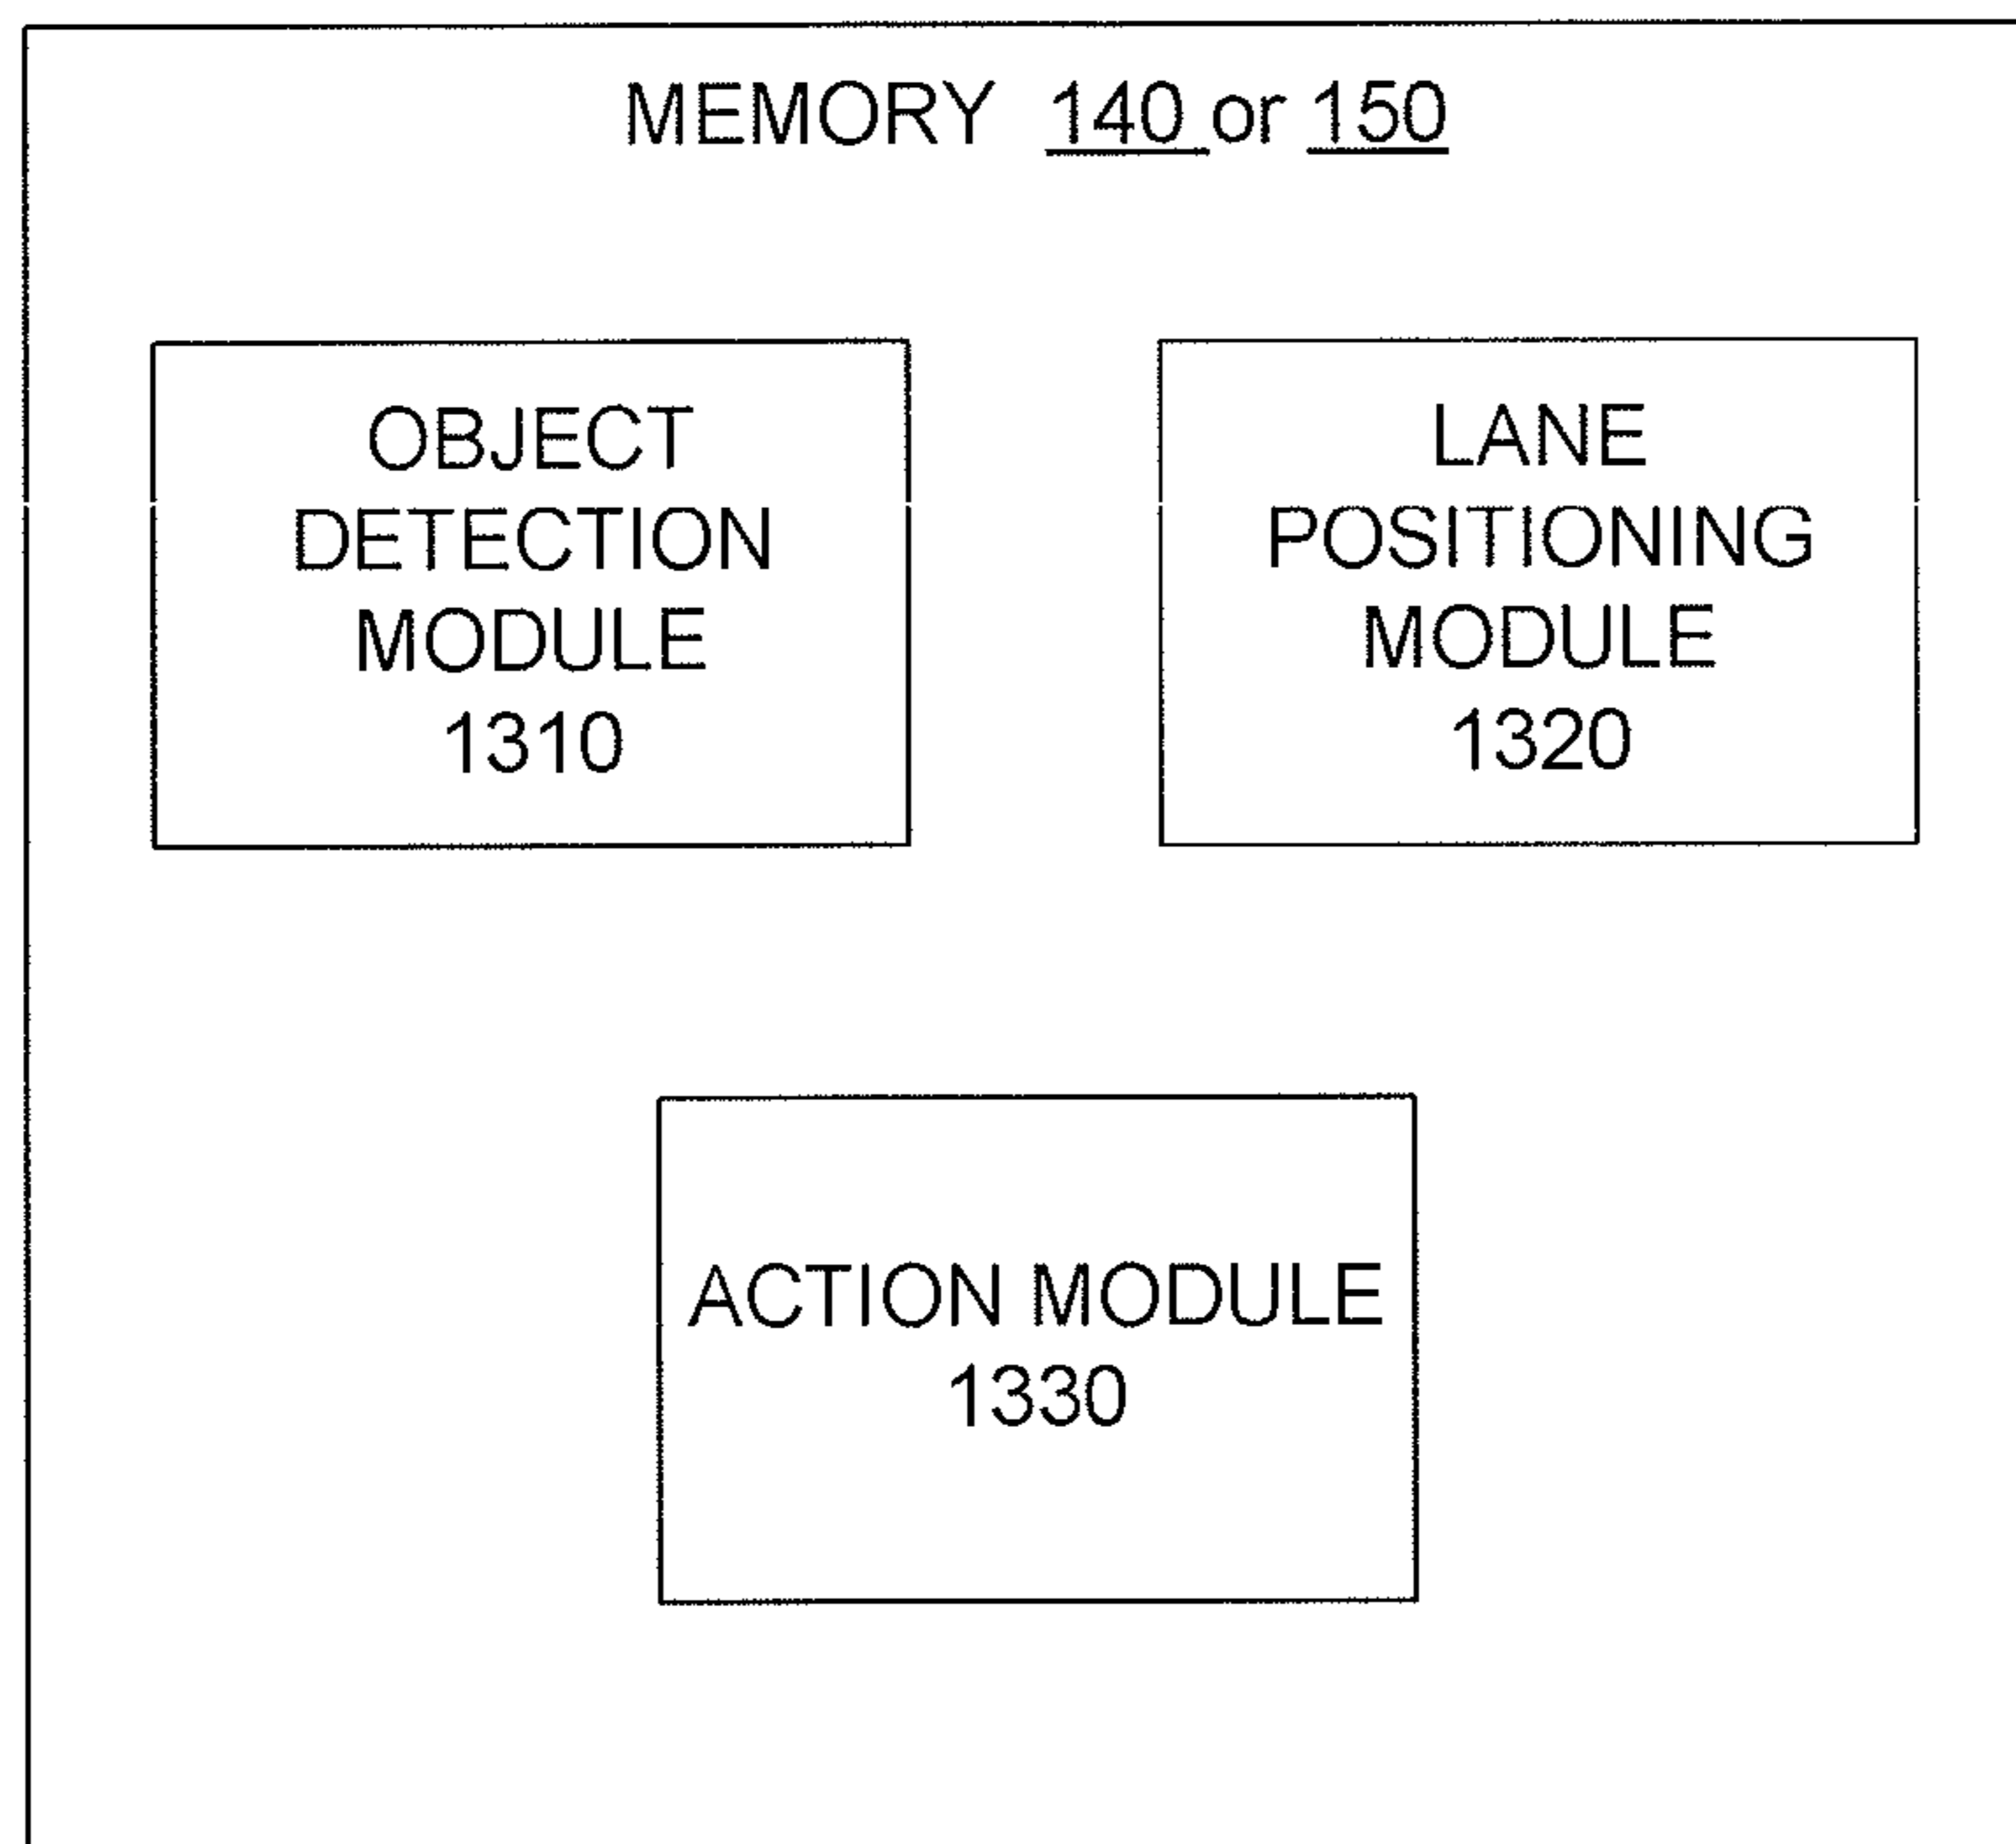 MEMORY 140 or 150
OBJECT
DETECTION
MODULE
1310
LANE
POSITIONING
MODULE
1320
ACTION MODULE
1330